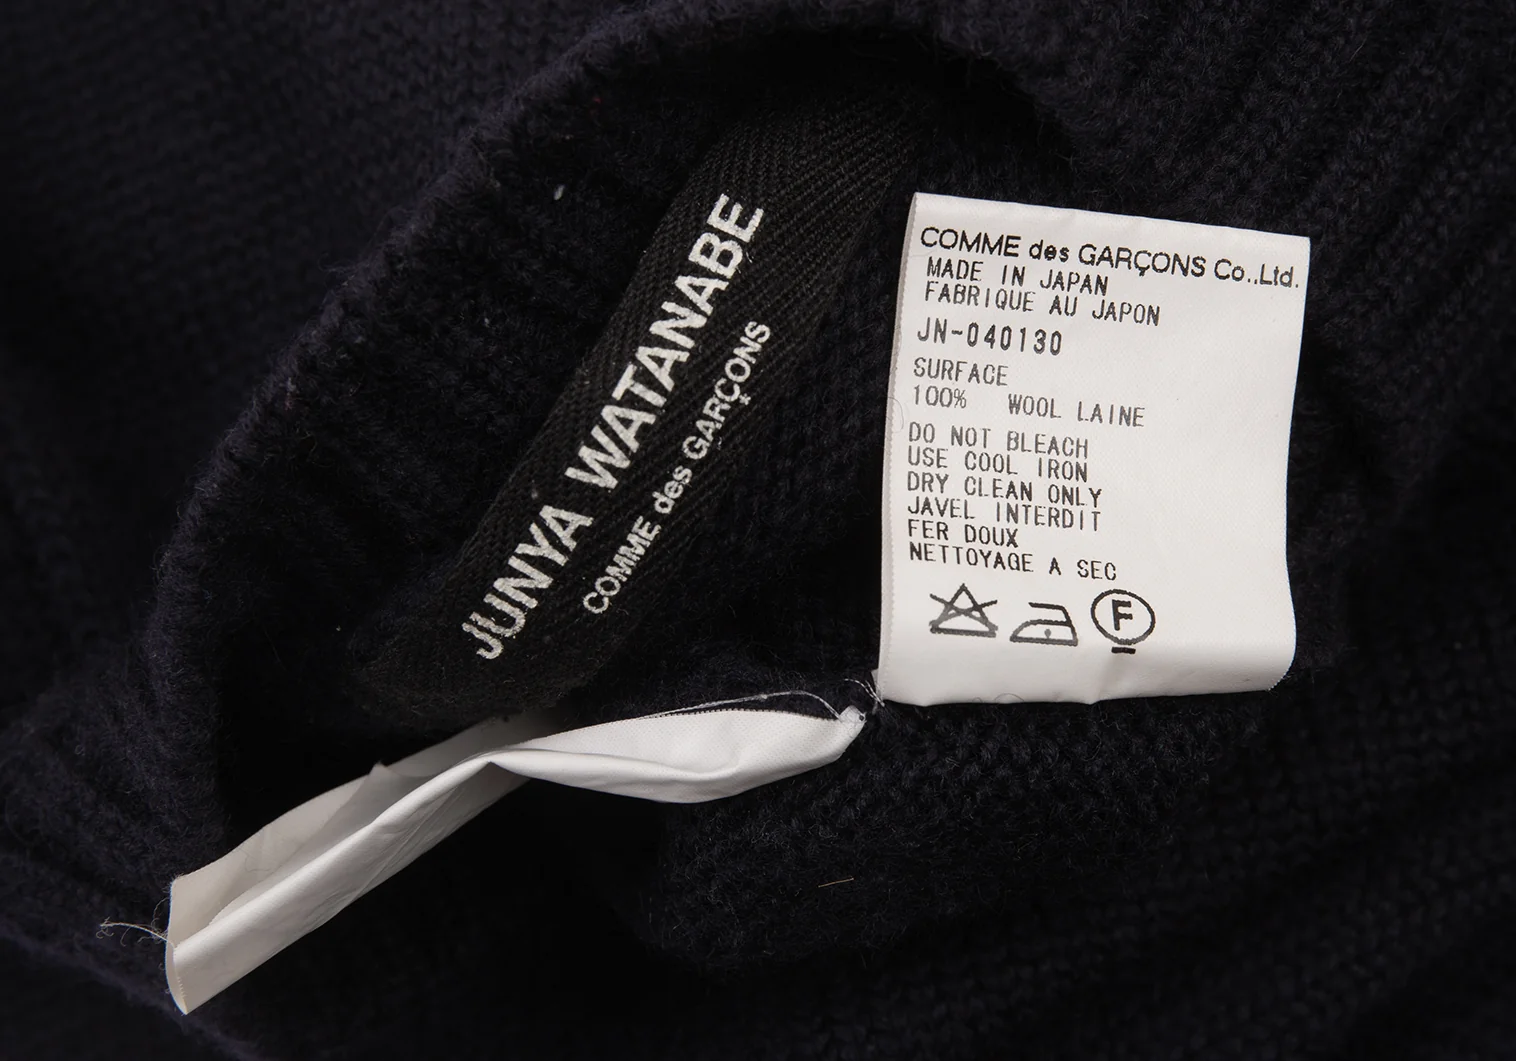 JUNYA WATANABE
COMME des GARÇONS
COMME des GARÇONS Co.,Ltd.
MADE IN JAPAN
FABRIQUE AU JAPON
JN-040130
SURFACE
100% WOOL LAINE
DO NOT BLEACH
USE COOL IRON
DRY CLEAN ONLY
JAVEL INTERDIT
FER DOUX
NETTOYAGE A SEC
F